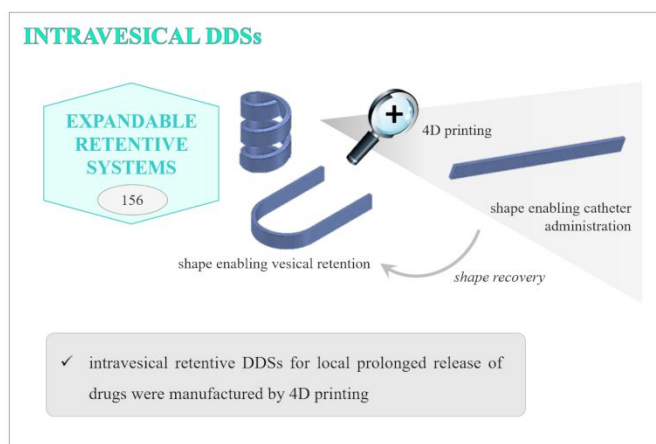 INTRAVESICAL DDSs
EXPANDABLE
RETENTIVE
SYSTEMS
156
+
4D printing
shape enabling catheter
administration
shape enabling vesical retention
shape recovery
✓ intravesical retentive DDSs for local prolonged release of
drugs were manufactured by 4D printing